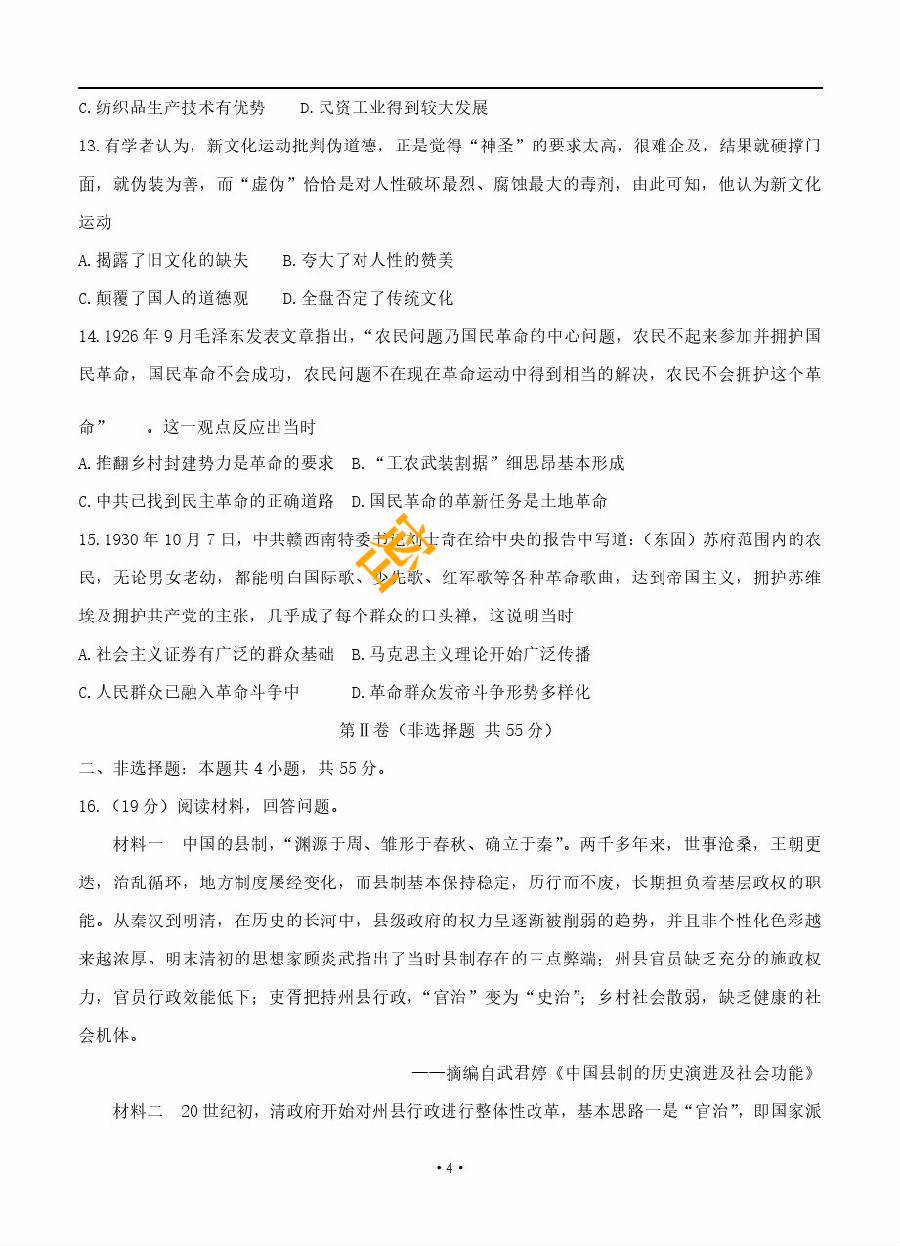 C. 纺织品生产技术有优势 D. 民资工业得到较大发展
13. 有学者认为，新文化运动批判伪道德，正是觉得“神圣”的要求太高，很难企及，结果就硬撑门
面，就伪装为善，而“虚伪”恰恰是对人性破坏最烈、腐蚀最大的毒剂，由此可知，他认为新文化
运动
A. 揭露了旧文化的缺失 B. 夸大了对人性的赞美
C. 颠覆了国人的道德观 D. 全盘否定了传统文化
14. 1926 年 9 月毛泽东发表文章指出，“农民问题乃国民革命的中心问题，农民不起来参加并拥护国
民革命，国民革命不会成功，农民问题不在现在革命运动中得到相当的解决，农民不会拥护这个革
命” 。这一观点反应出当时
A. 推翻乡村封建势力是革命的要求 B. “工农武装割据”细思昂基本形成
C. 中共已找到民主革命的正确道路 D. 国民革命的革新任务是土地革命
15. 1930 年 10 月 7 日，中共赣西南特委书记刘士奇在给中央的报告中写道：（东固）苏府范围内的农
民，无论男女老幼，都能明白国际歌、少先歌、红军歌等各种革命歌曲，达到帝国主义，拥护苏维
埃及拥护共产党的主张，几乎成了每个群众的口头禅，这说明当时
A. 社会主义证券有广泛的群众基础 B. 马克思主义理论开始广泛传播
C. 人民群众已融入革命斗争中 D. 革命群众发帝斗争形势多样化
第Ⅱ卷（非选择题 共 55 分）
二、非选择题：本题共 4 小题，共 55 分。
16. （19 分）阅读材料，回答问题。
材料一 中国的县制，“渊源于周、雏形于春秋、确立于秦”。两千多年来，世事沧桑，王朝更
迭，治乱循环，地方制度屡经变化，而县制基本保持稳定，历行而不废，长期担负着基层政权的职
能。从秦汉到明清，在历史的长河中，县级政府的权力呈逐渐被削弱的趋势，并且非个性化色彩越
来越浓厚。明末清初的思想家顾炎武指出了当时县制存在的三点弊端：州县官员缺乏充分的施政权
力，官员行政效能低下；吏胥把持州县行政，“官治”变为“史治”；乡村社会散弱，缺乏健康的社
会机体。
——摘编自武君婷《中国县制的历史演进及社会功能》
材料二 20 世纪初，清政府开始对州县行政进行整体性改革，基本思路一是“官治”，即国家派
·4·
密